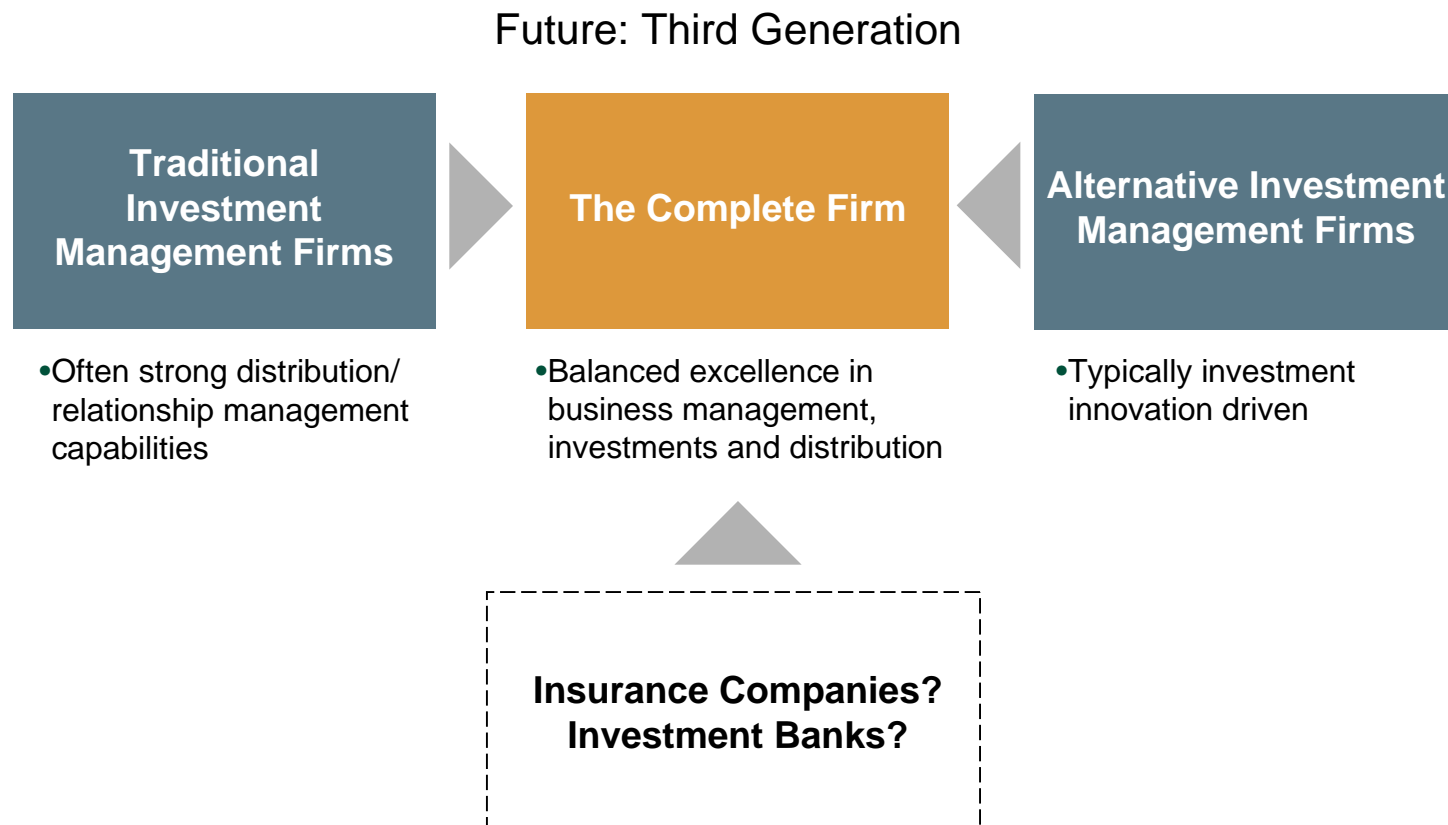 Future: Third Generation
Traditional
Investment
Management Firms
The Complete Firm
Alternative Investment
Management Firms
•Often strong distribution/
relationship management
capabilities
•Balanced excellence in
business management,
investments and distribution
•Typically investment
innovation driven
Insurance Companies?
Investment Banks?